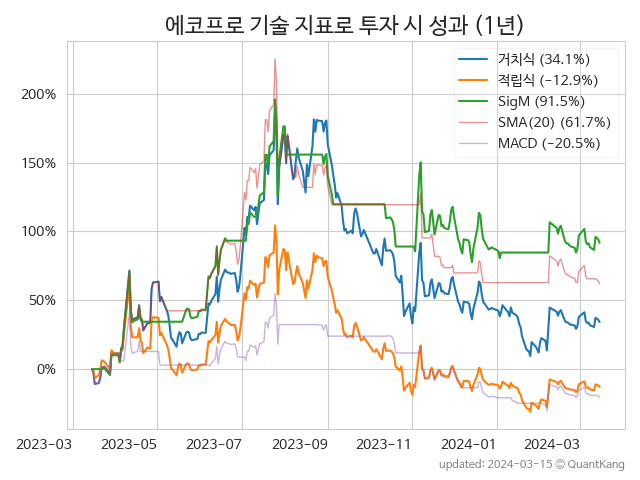 에코프로 기술 지표로 투자 시 성과 (1년)
거치식 (34.1%)
적립식 (−12.9%)
SigM (91.5%)
SMA(20) (61.7%)
MACD (−20.5%)
200%
150%
100%
50%
0%
2023-03 2023-05 2023-07 2023-09 2023-11 2024-01 2024-03
updated: 2024-03-15 ⓒ QuantKang